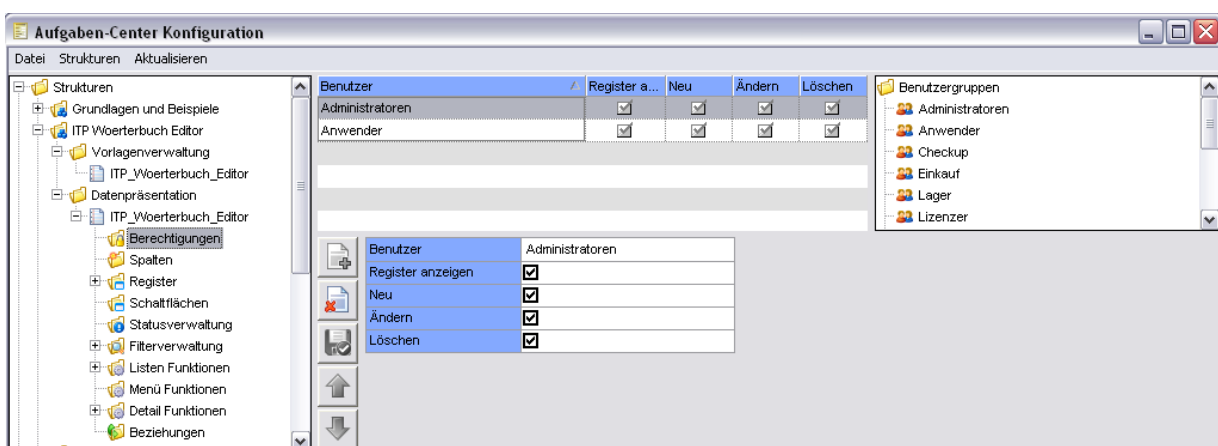 Aufgaben-Center Konfiguration
Datei Strukturen Aktualisieren
Strukturen
Grundlagen und Beispiele
ITP Woerterbuch Editor
Vorlagenverwaltung
ITP_Woerterbuch_Editor
Datenpräsentation
ITP_Woerterbuch_Editor
Berechtigungen
Spalten
Register
Schaltflächen
Statusverwaltung
Filterverwaltung
Listen Funktionen
Menü Funktionen
Detail Funktionen
Beziehungen
Benutzer Register a... Neu Ändern Löschen
Administratoren
Anwender
Benutzer Administratoren
Register anzeigen
Neu
Ändern
Löschen
Benutzergruppen
Administratoren
Anwender
Checkup
Einkauf
Lager
Lizenzer